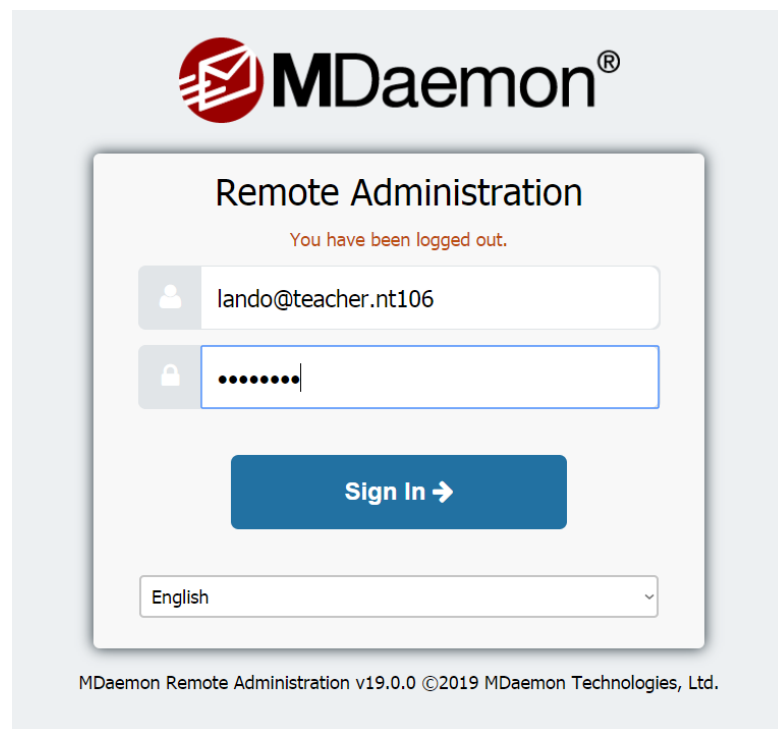 MDaemon®
Remote Administration
You have been logged out.
lando@teacher.nt106
••••••••
Sign In
English
MDaemon Remote Administration v19.0.0 ©2019 MDaemon Technologies, Ltd.